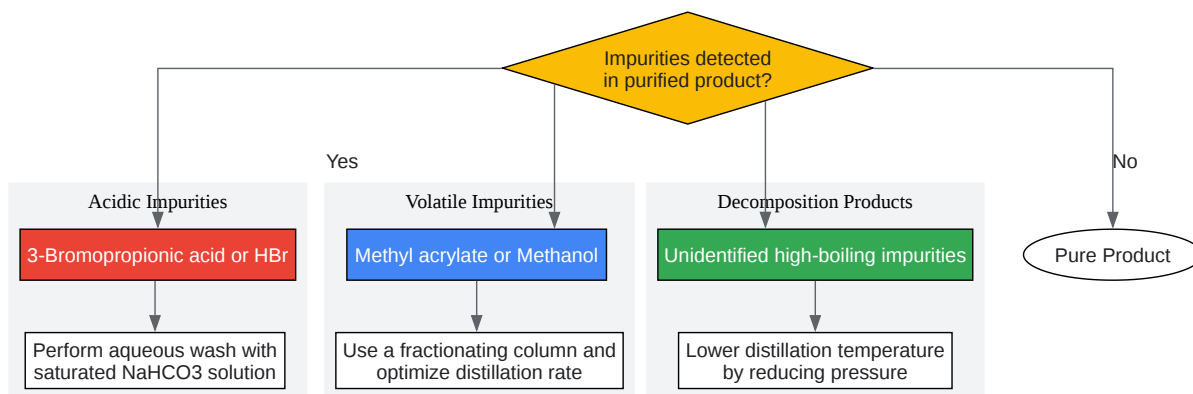 Impurities detected
in purified product?
Yes
No
Acidic Impurities
Volatile Impurities
Decomposition Products
3-Bromopropionic acid or HBr
Methyl acrylate or Methanol
Unidentified high-boiling impurities
Pure Product
Perform aqueous wash with
saturated NaHCO3 solution
Use a fractionating column and
optimize distillation rate
Lower distillation temperature
by reducing pressure